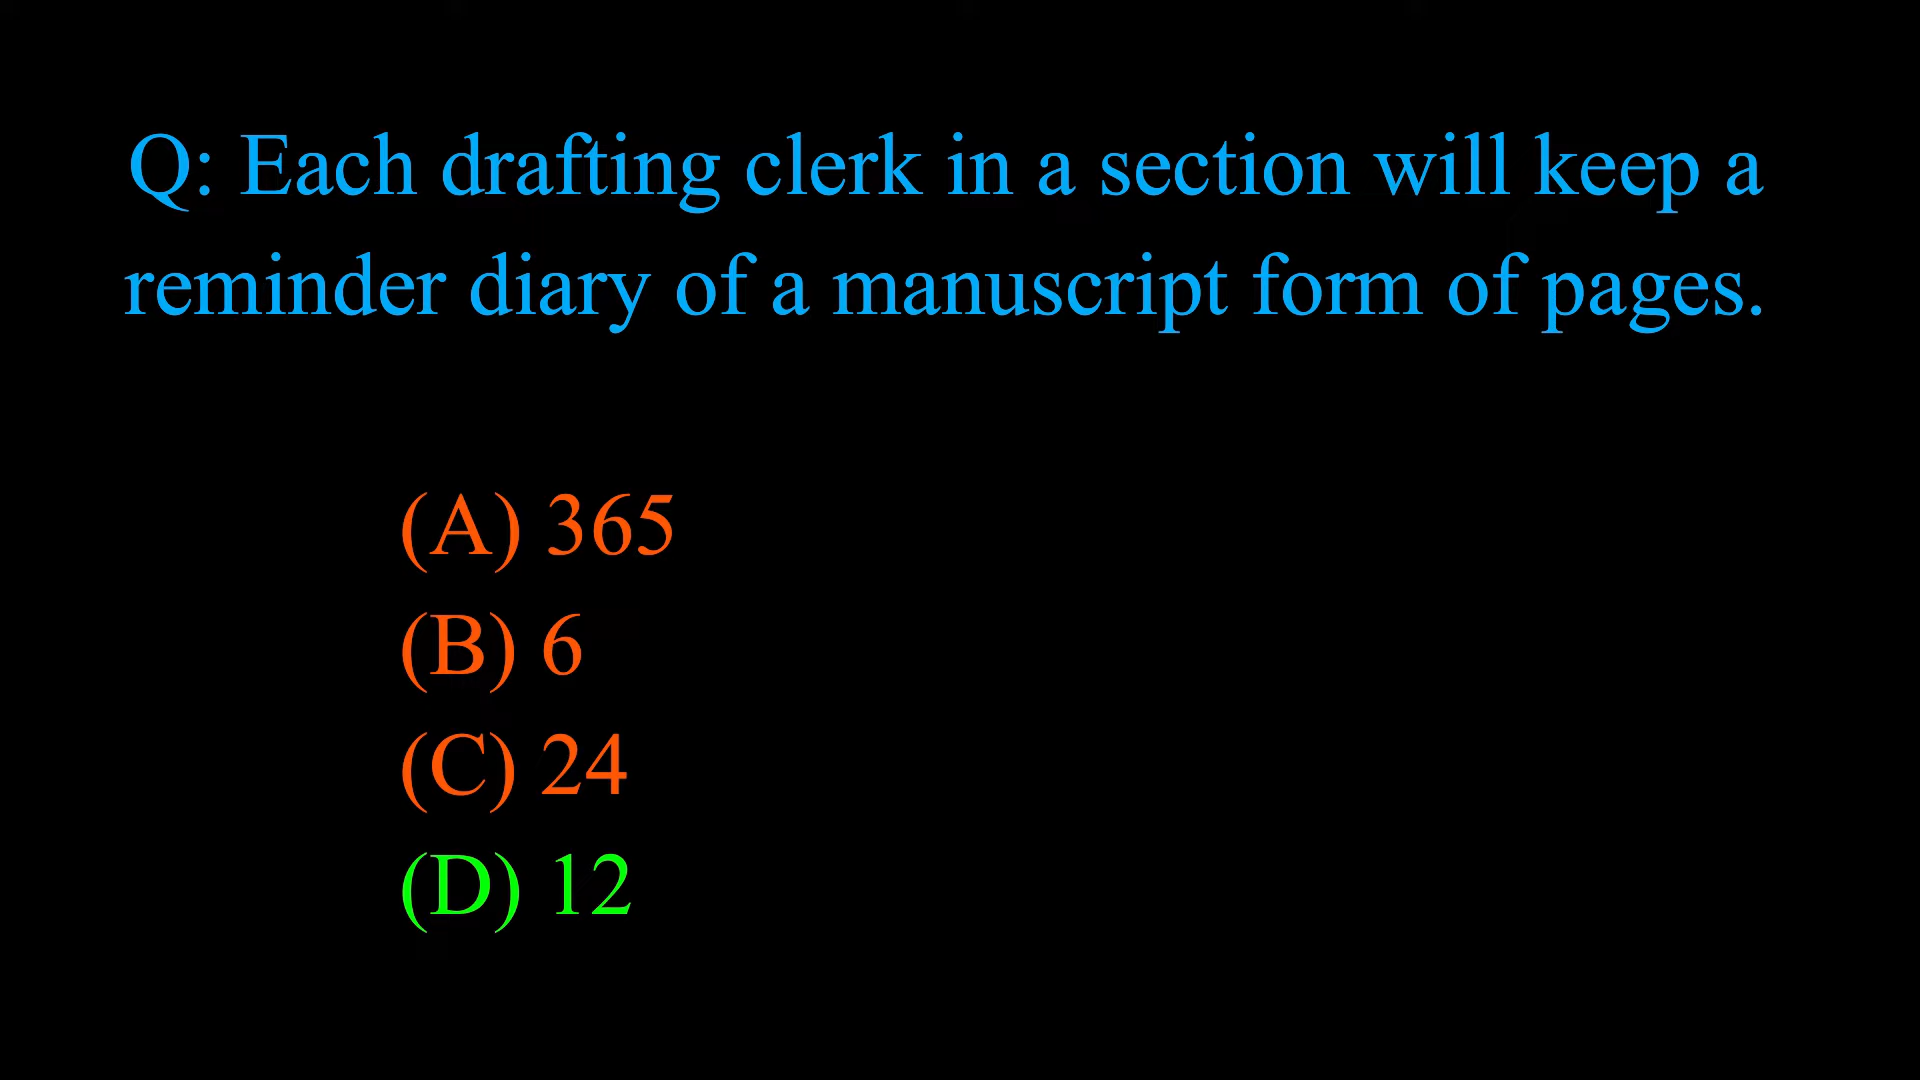 Q: Each drafting clerk in a section will keep a
reminder diary of a manuscript form of pages.
(A) 365
(B) 6
(C) 24
(D) 12